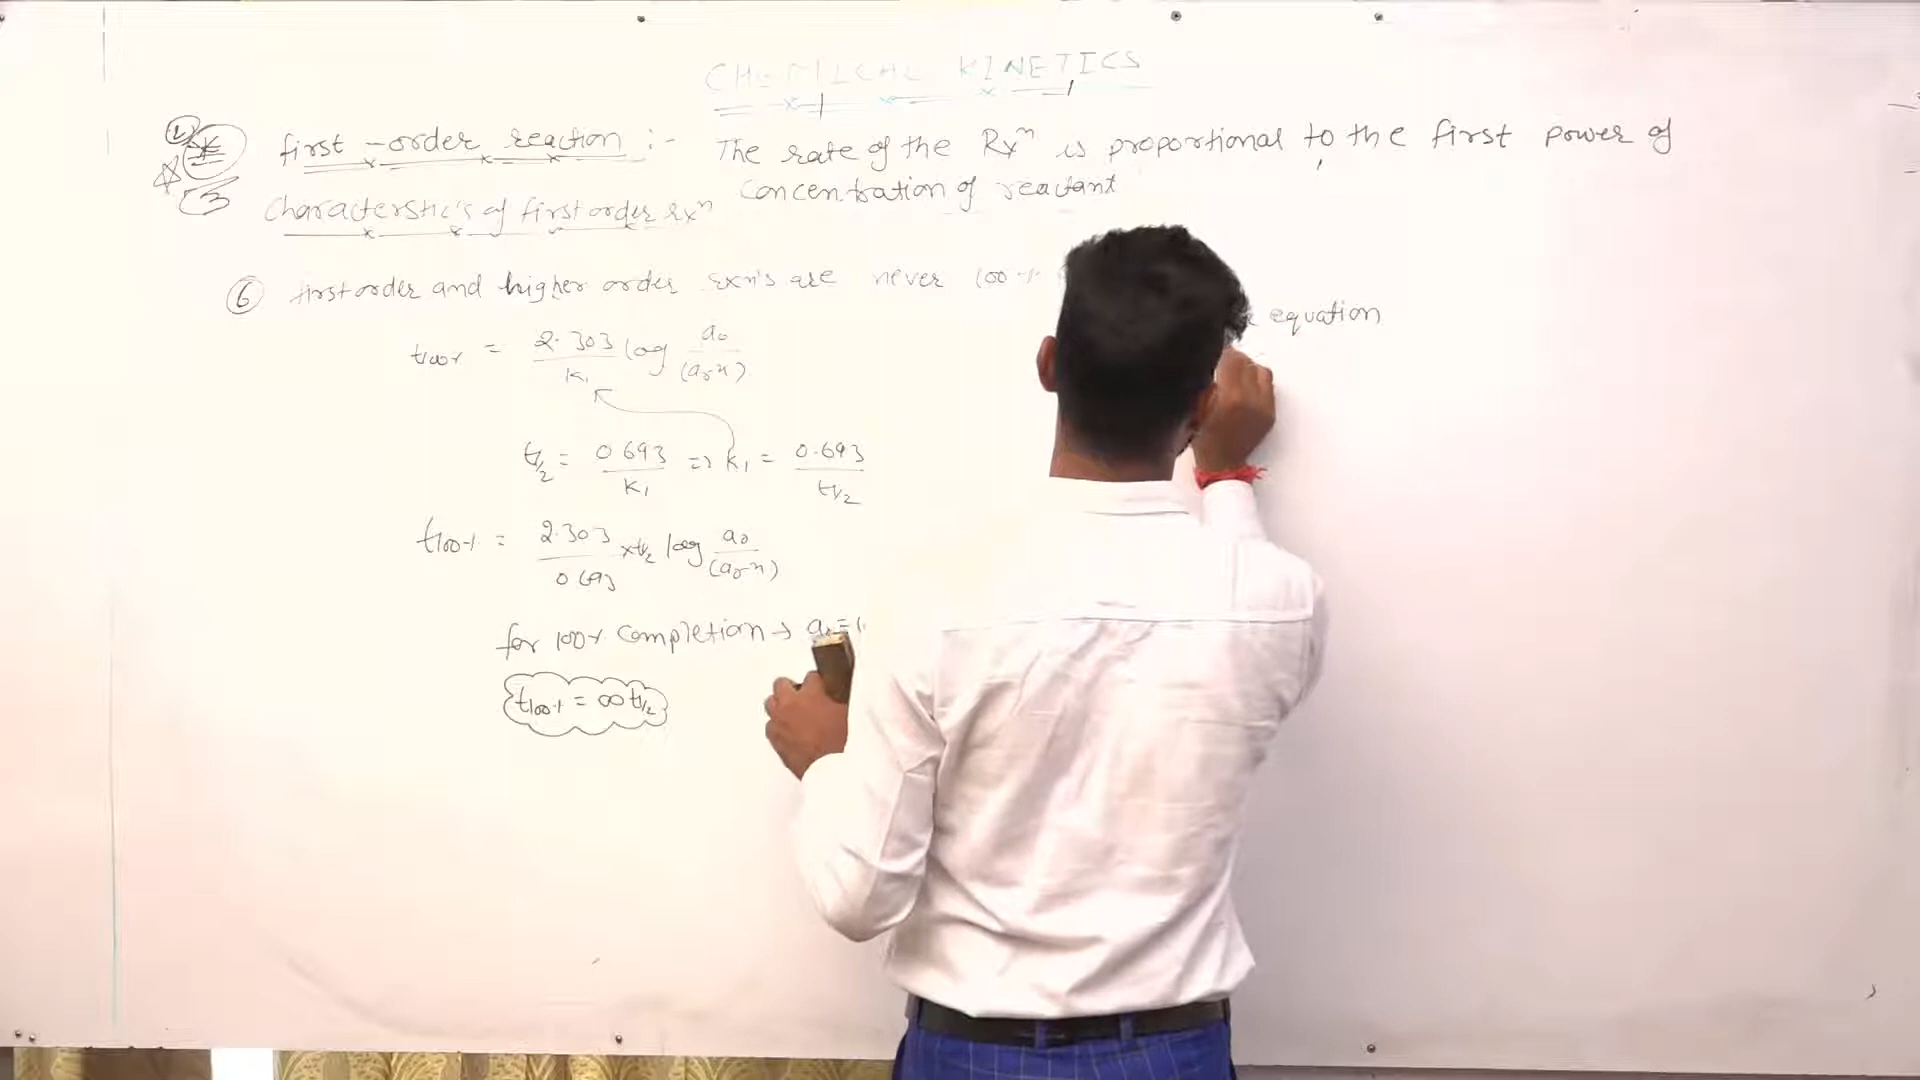 CHEMICAL KINETICS
first-order reaction :- The rate of the Rxn is proportional to the first power of
concentration of reactant
characterstic's of first order rxn
⑥ first order and higher order rxn's are never 100%
equation
t100% = 2.303/K₁ log a₀/(a₀-x)
t1/2 = 0.693/K₁ => K₁ = 0.693/t1/2
t100% = 2.303/0.693 × t1/2 log a₀/(a₀-x)
for 100% completion → a₀ =
t100% = ∞ t1/2